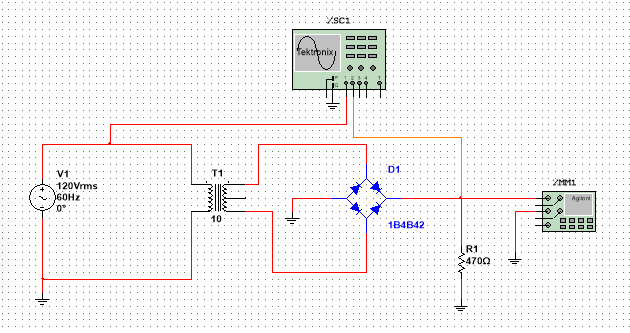 XSC1
Tektronix
P
G
1 2 3 4 T
V1
120Vrms
60Hz
0°
T1
10
D1
1B4B42
XMM1
Agilent
R1
470Ω